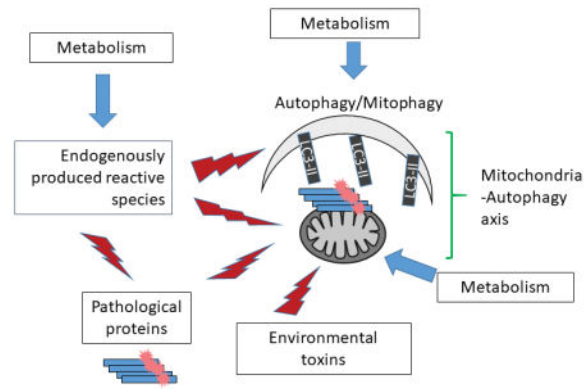 Metabolism
Metabolism
Autophagy/Mitophagy
LC3-II
LC3-II
LC3-II
Endogenously
produced reactive
species
Mitochondria
-Autophagy
axis
Metabolism
Pathological
proteins
Environmental
toxins